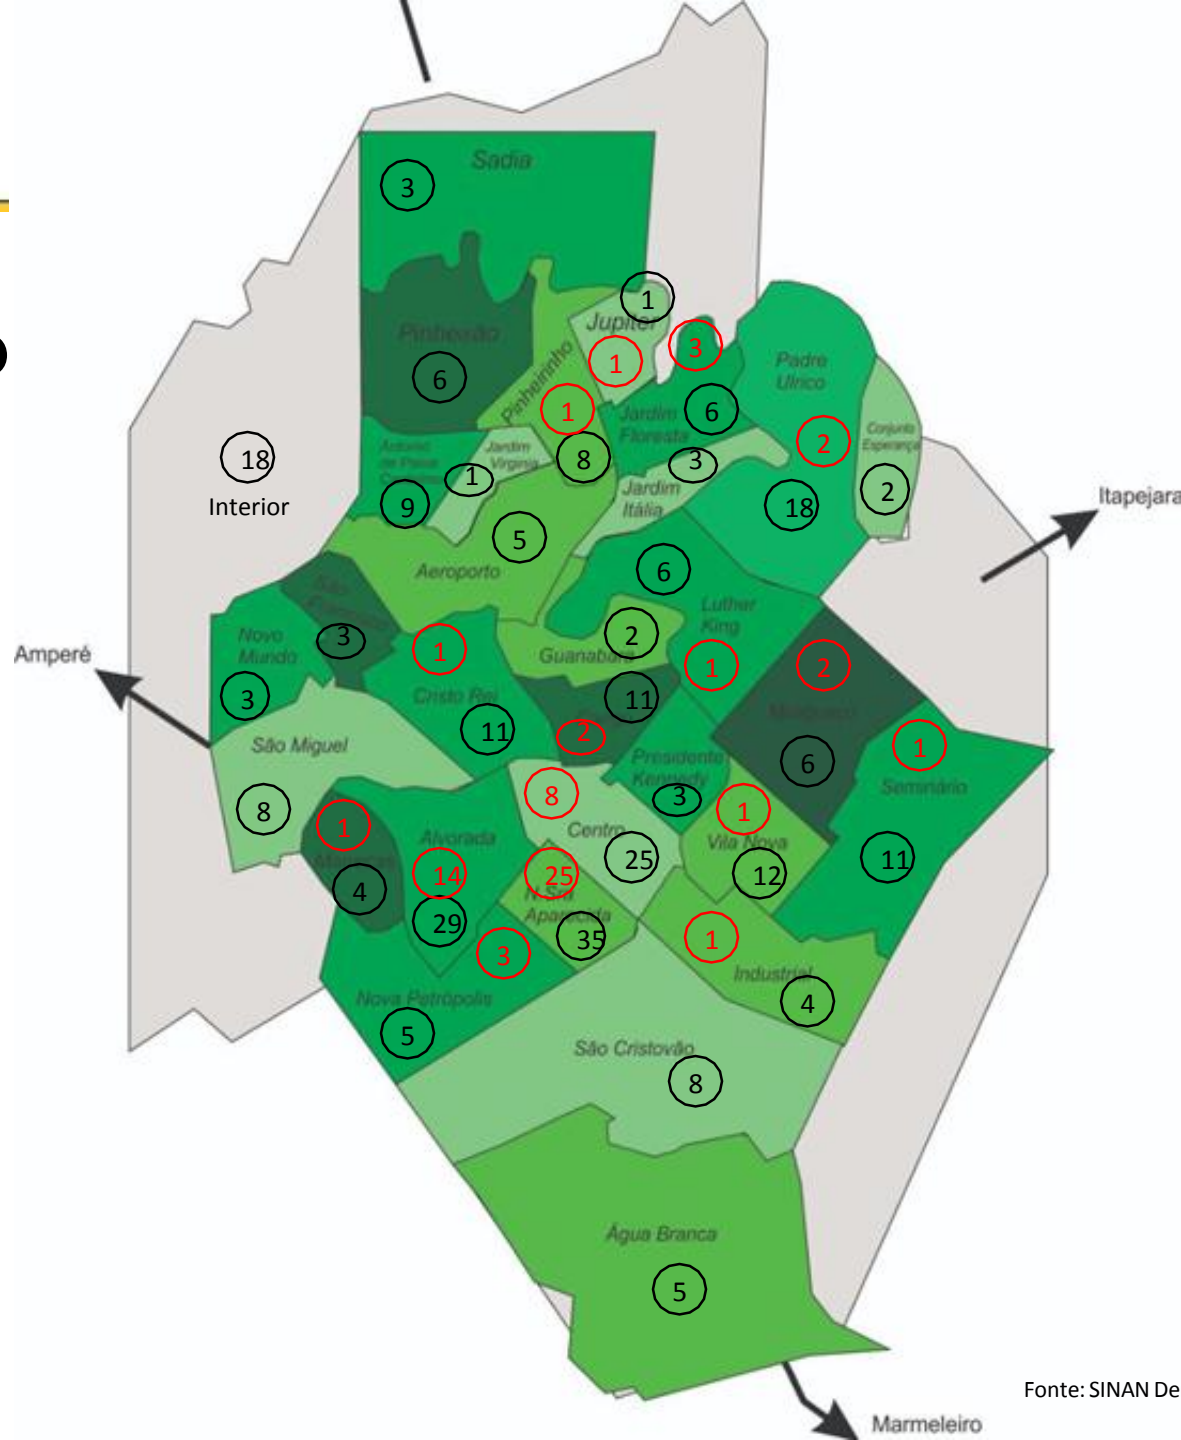 Sadia
3
1
Jupiter
Pinheirão
3
1
Padre
Ulrico
6
Pinheirinho
1
6
Jardim
Floresta
2
Conjunto
Esperança
18
Interior
Jardim
Virginia
1
8
3
Jardim
Itália
2
Itapejara
9
18
5
Aeroporto
6
Luther
King
São
3
Novo
Mundo
1
2
Guanabara
1
2
Amperé
3
Cristo Rei
11
11
2
São Miguel
Presidente
Kennedy
3
6
1
Seminário
8
8
1
1
Alvorada
Centro
25
Vila Nova
12
11
4
14
25
N.Sra
Aparecida
29
35
3
1
Industrial
4
Nova Petrópolis
5
São Cristovão
8
Água Branca
5
Fonte: SINAN De
Marmeleiro